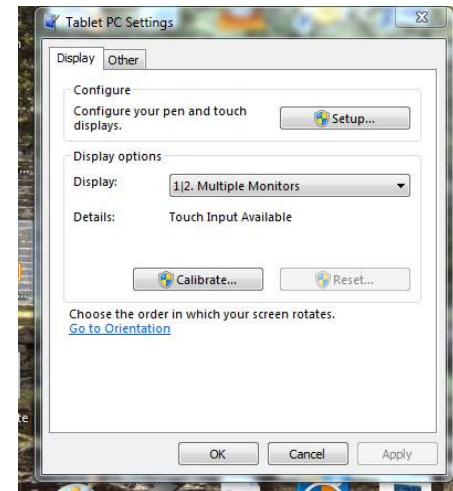 Tablet PC Settings
Display Other
Configure
Configure your pen and touch
displays.
Setup...
Display options
Display: 1|2. Multiple Monitors
Details: Touch Input Available
Calibrate... Reset...
Choose the order in which your screen rotates.
Go to Orientation
OK Cancel Apply